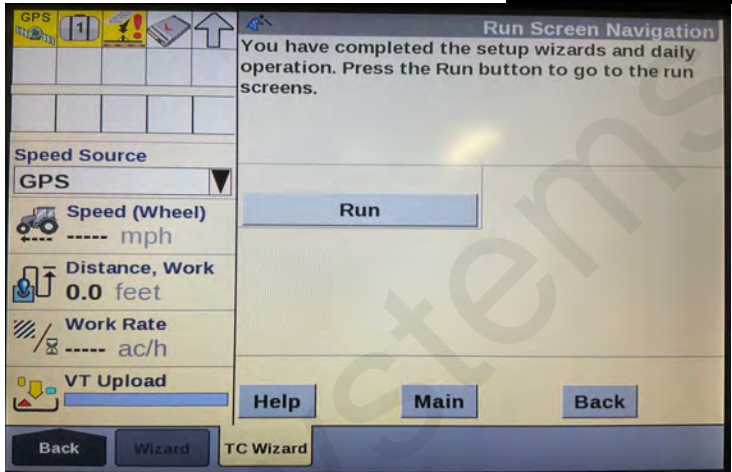 GPS
1
Run Screen Navigation
You have completed the setup wizards and daily
operation. Press the Run button to go to the run
screens.
Speed Source
GPS
Run
Speed (Wheel)
----- mph
Distance, Work
0.0 feet
Work Rate
----- ac/h
VT Upload
Help
Main
Back
Back
Wizard
TC Wizard
ystems